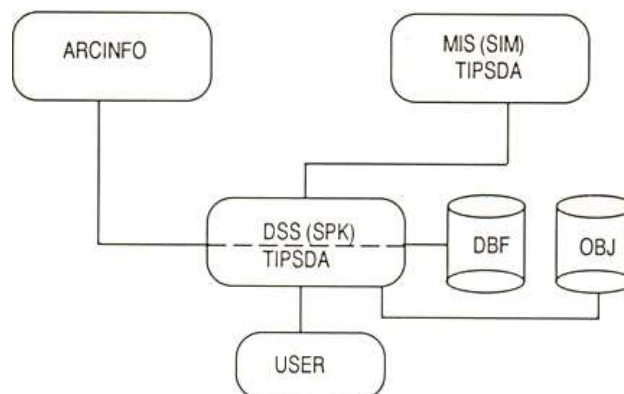 ARCINFO
MIS (SIM)
TIPSDA
DSS (SPK)
TIPSDA
DBF
OBJ
USER